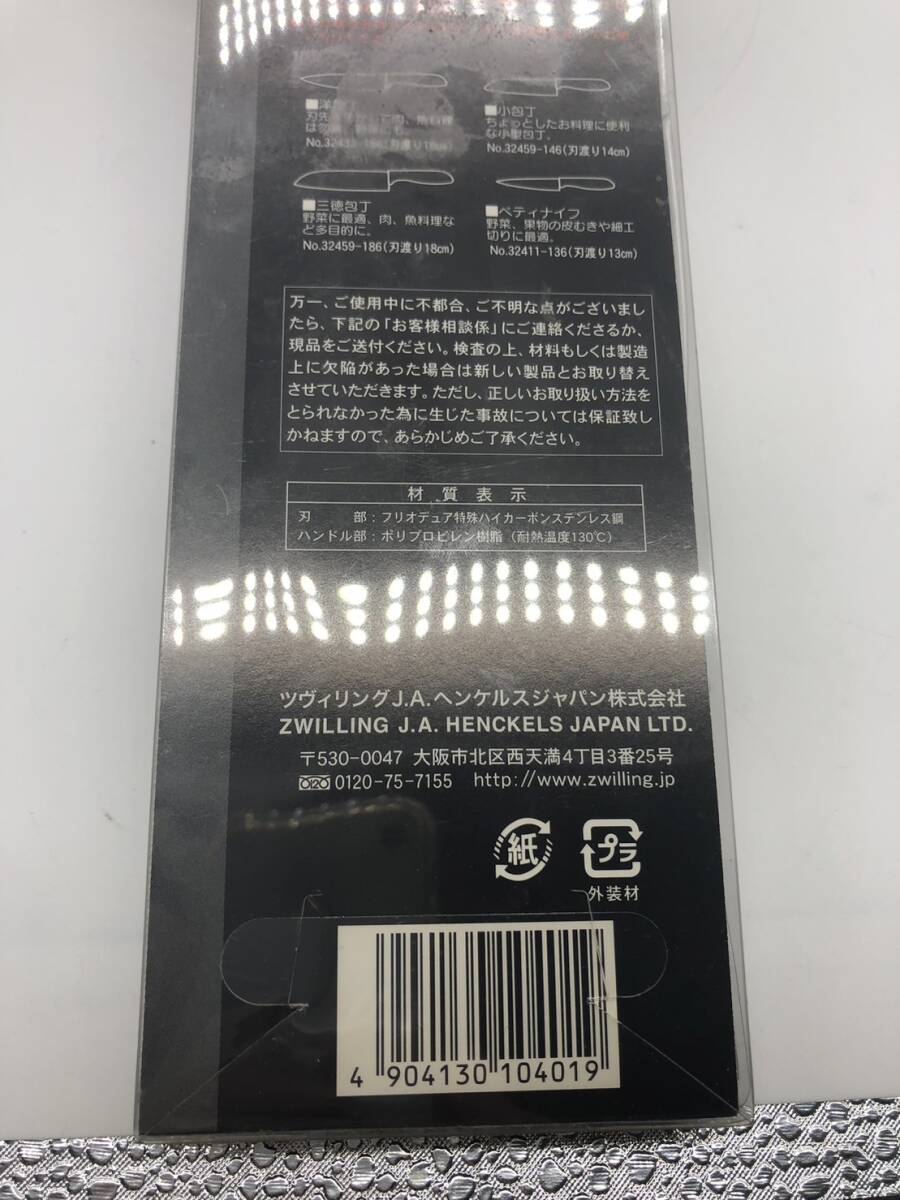 ■洋包丁
■小包丁
ちょっとしたお料理に便利
な小型包丁。
No.32459-146(刃渡り14cm)
■三徳包丁
野菜に最適、肉、魚料理な
ど多目的に。
No.32459-186(刃渡り18cm)
■ペティナイフ
野菜、果物の皮むきや細工
切りに最適。
No.32411-136(刃渡り13cm)
万一、ご使用中に不都合、ご不明な点がございまし
たら、下記の「お客様相談係」にご連絡くださるか、
現品をご送付ください。検査の上、材料もしくは製造
上に欠陥があった場合は新しい製品とお取り替え
させていただきます。ただし、正しいお取り扱い方法を
とられなかった為に生じた事故については保証致し
かねますので、あらかじめご了承ください。
材質表示
刃 部：フリオデュア特殊ハイカーボンステンレス鋼
ハンドル部：ポリプロピレン樹脂（耐熱温度130℃）
ツヴィリングJ.A.ヘンケルスジャパン株式会社
ZWILLING J.A. HENCKELS JAPAN LTD.
〒530-0047 大阪市北区西天満4丁目3番25号
0120-75-7155 http://www.zwilling.jp
紙 プラ
外装材
4 904130 104019